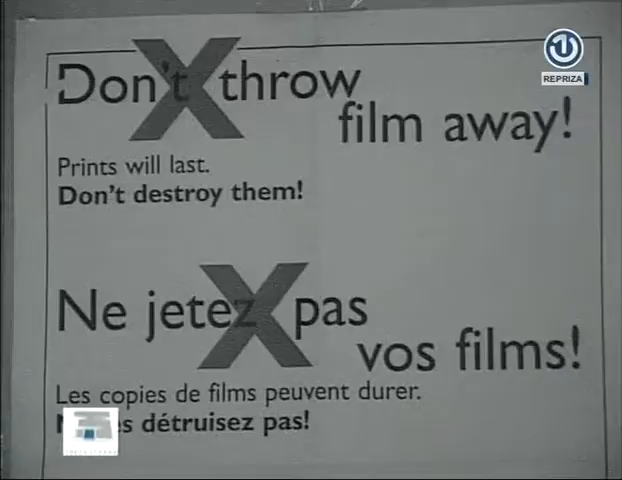 REPRIZA
Don't throw
film away!
Prints will last.
Don't destroy them!
Ne jetez pas
vos films!
Les copies de films peuvent durer.
détruisez pas!